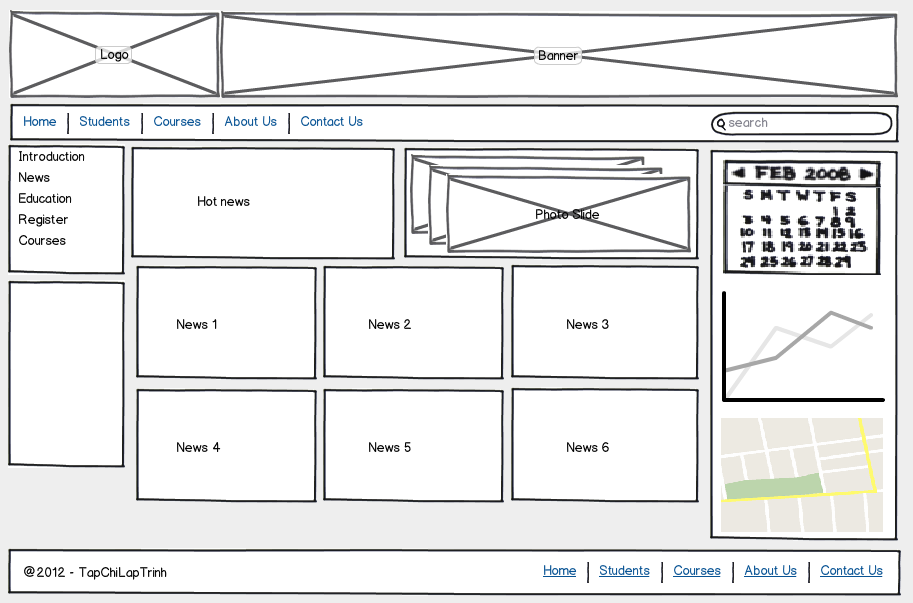 Logo
Banner
Home Students Courses About Us Contact Us
search
Introduction
News
Education
Register
Courses
Hot news
Photo Slide
FEB 2008
S M T W T F S
1 2
3 4 5 6 7 8 9
10 11 12 13 14 15 16
17 18 19 20 21 22 23
24 25 26 27 28 29
News 1
News 2
News 3
News 4
News 5
News 6
@2012 - TapChiLapTrinh
Home Students Courses About Us Contact Us